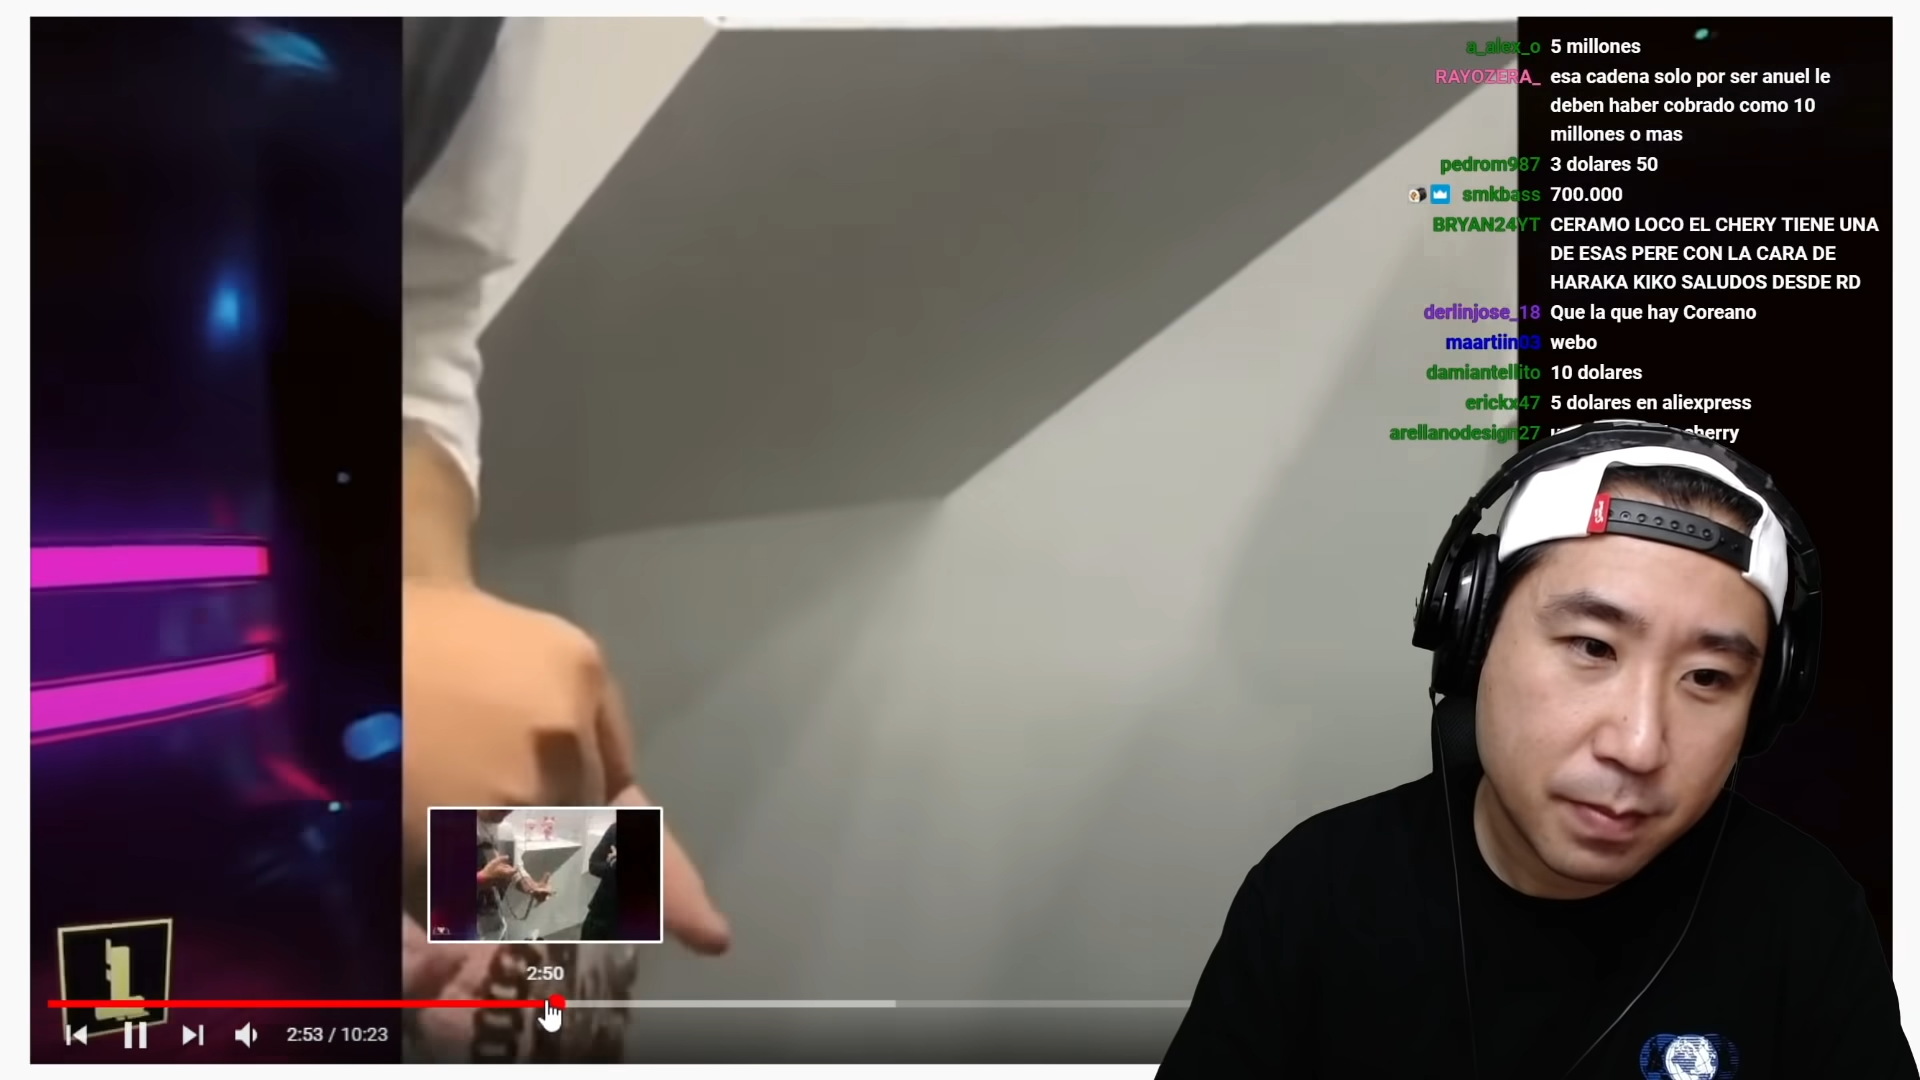 a_alex_o 5 millones
RAYOZERA_ esa cadena solo por ser anuel le
deben haber cobrado como 10
millones o mas
pedrom987 3 dolares 50
smkbass 700.000
BRYAN24YT CERAMO LOCO EL CHERY TIENE UNA
DE ESAS PERE CON LA CARA DE
HARAKA KIKO SALUDOS DESDE RD
derlinjose_18 Que la que hay Coreano
maartiin03 webo
damiantellito 10 dolares
erickx47 5 dolares en aliexpress
arellanodesign27
2:50
2:53 / 10:23